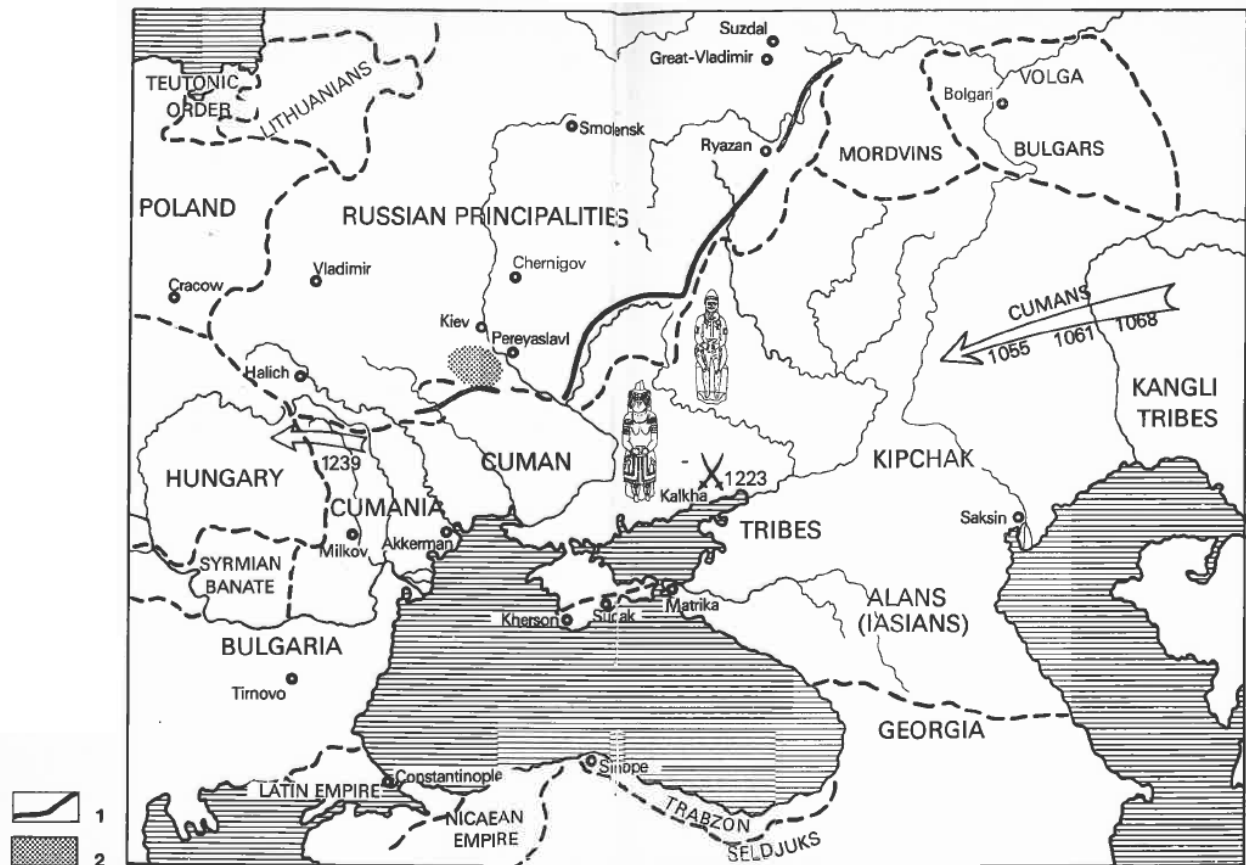 Suzdal
Great-Vladimir
TEUTONIC
ORDER
LITHUANIANS
VOLGA
Bolgari
Smolensk
Ryazan
MORDVINS
BULGARS
POLAND
RUSSIAN PRINCIPALITIES
Vladimir
Chernigov
Cracow
CUMANS
1055 1061 1068
Kiev
Pereyaslavl
Halich
KANGLI
TRIBES
1239
HUNGARY
CUMAN
KIPCHAK
1223
Kalkha
CUMANIA
TRIBES
Saksin
Milkov
Akkerman
SYRMIAN
BANATE
Matrika
ALANS
(IASIANS)
Kherson
Sudak
BULGARIA
Tirnovo
GEORGIA
Sinope
Constantinople
LATIN EMPIRE
NICAEAN
EMPIRE
TRABZON
SELDJUKS
1
2